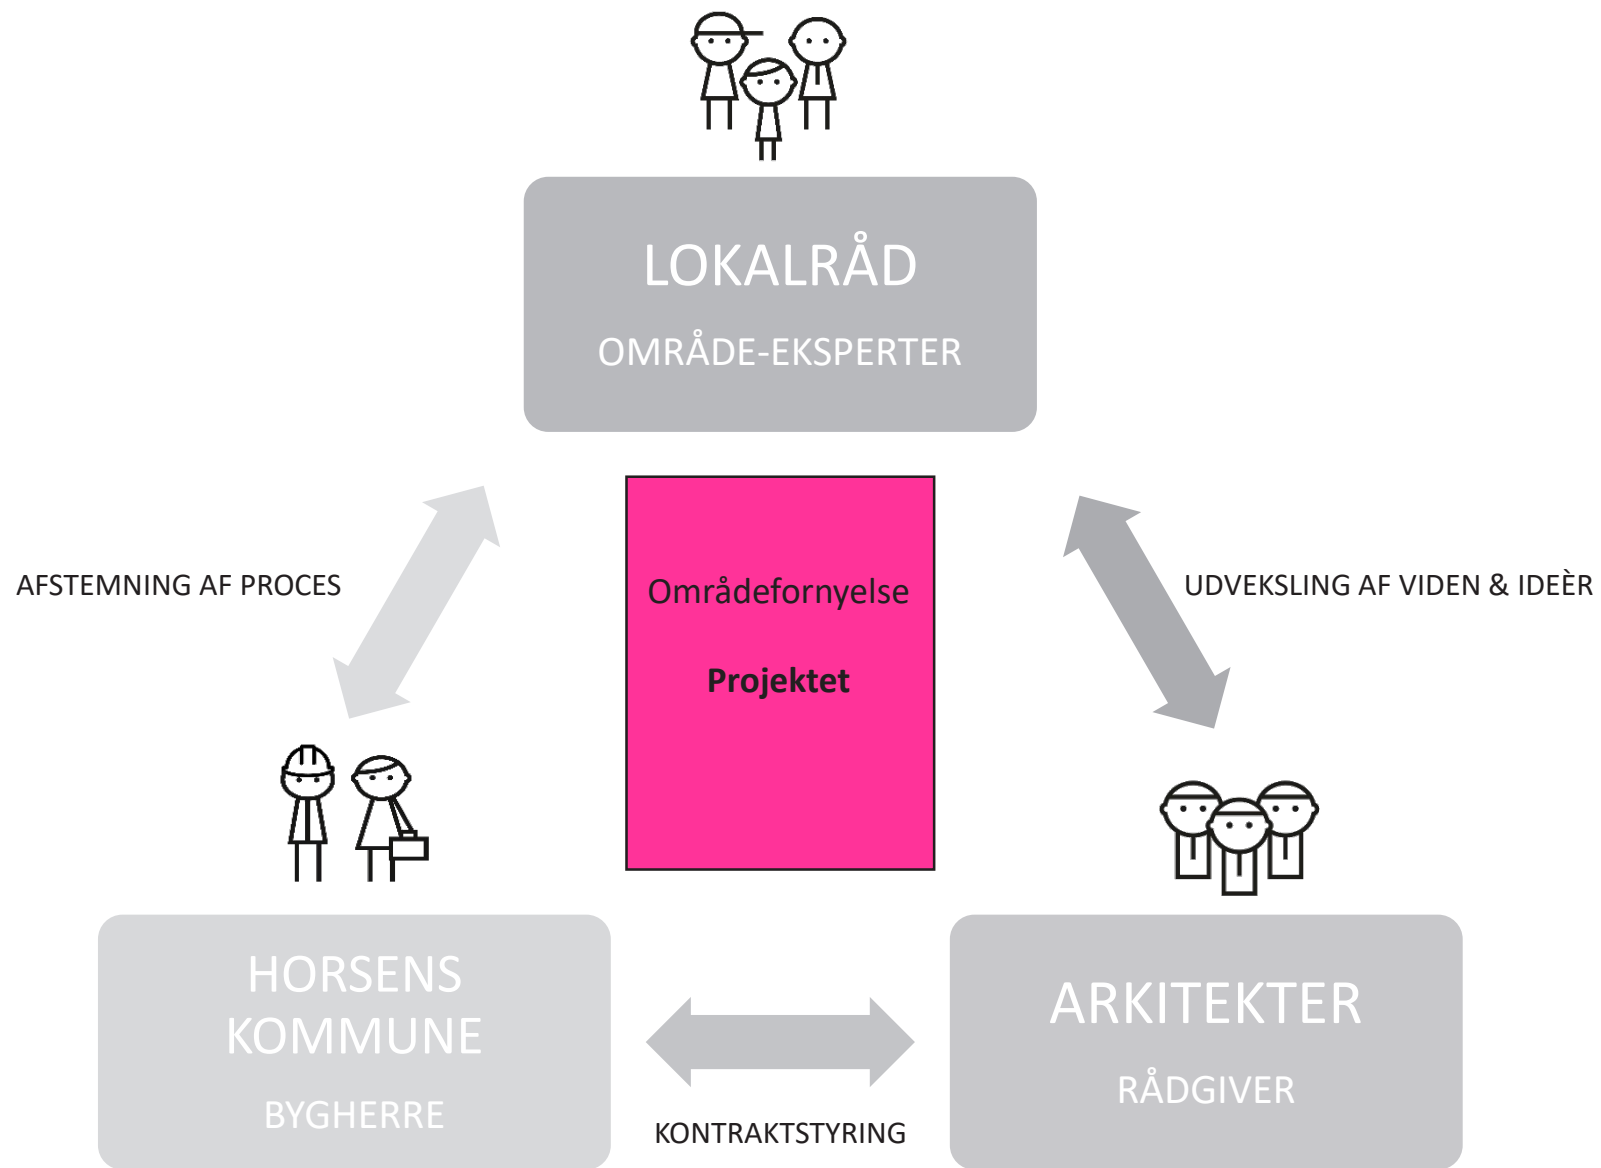 LOKALRÅD
OMRÅDE-EKSPERTER
AFSTEMNING AF PROCES
Områdefornyelse
Projektet
UDVEKSLING AF VIDEN & IDEÈR
HORSENS
KOMMUNE
BYGHERRE
KONTRAKTSTYRING
ARKITEKTER
RÅDGIVER